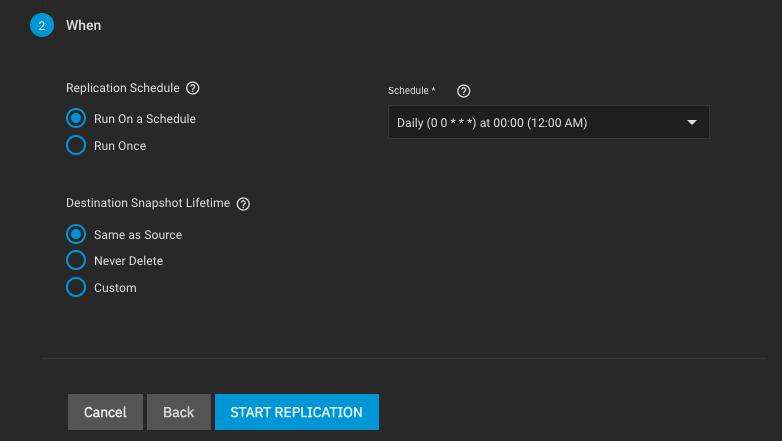 2 When
Replication Schedule ?
Schedule * ?
Run On a Schedule
Daily (0 0 * * *) at 00:00 (12:00 AM)
Run Once
Destination Snapshot Lifetime ?
Same as Source
Never Delete
Custom
Cancel Back START REPLICATION